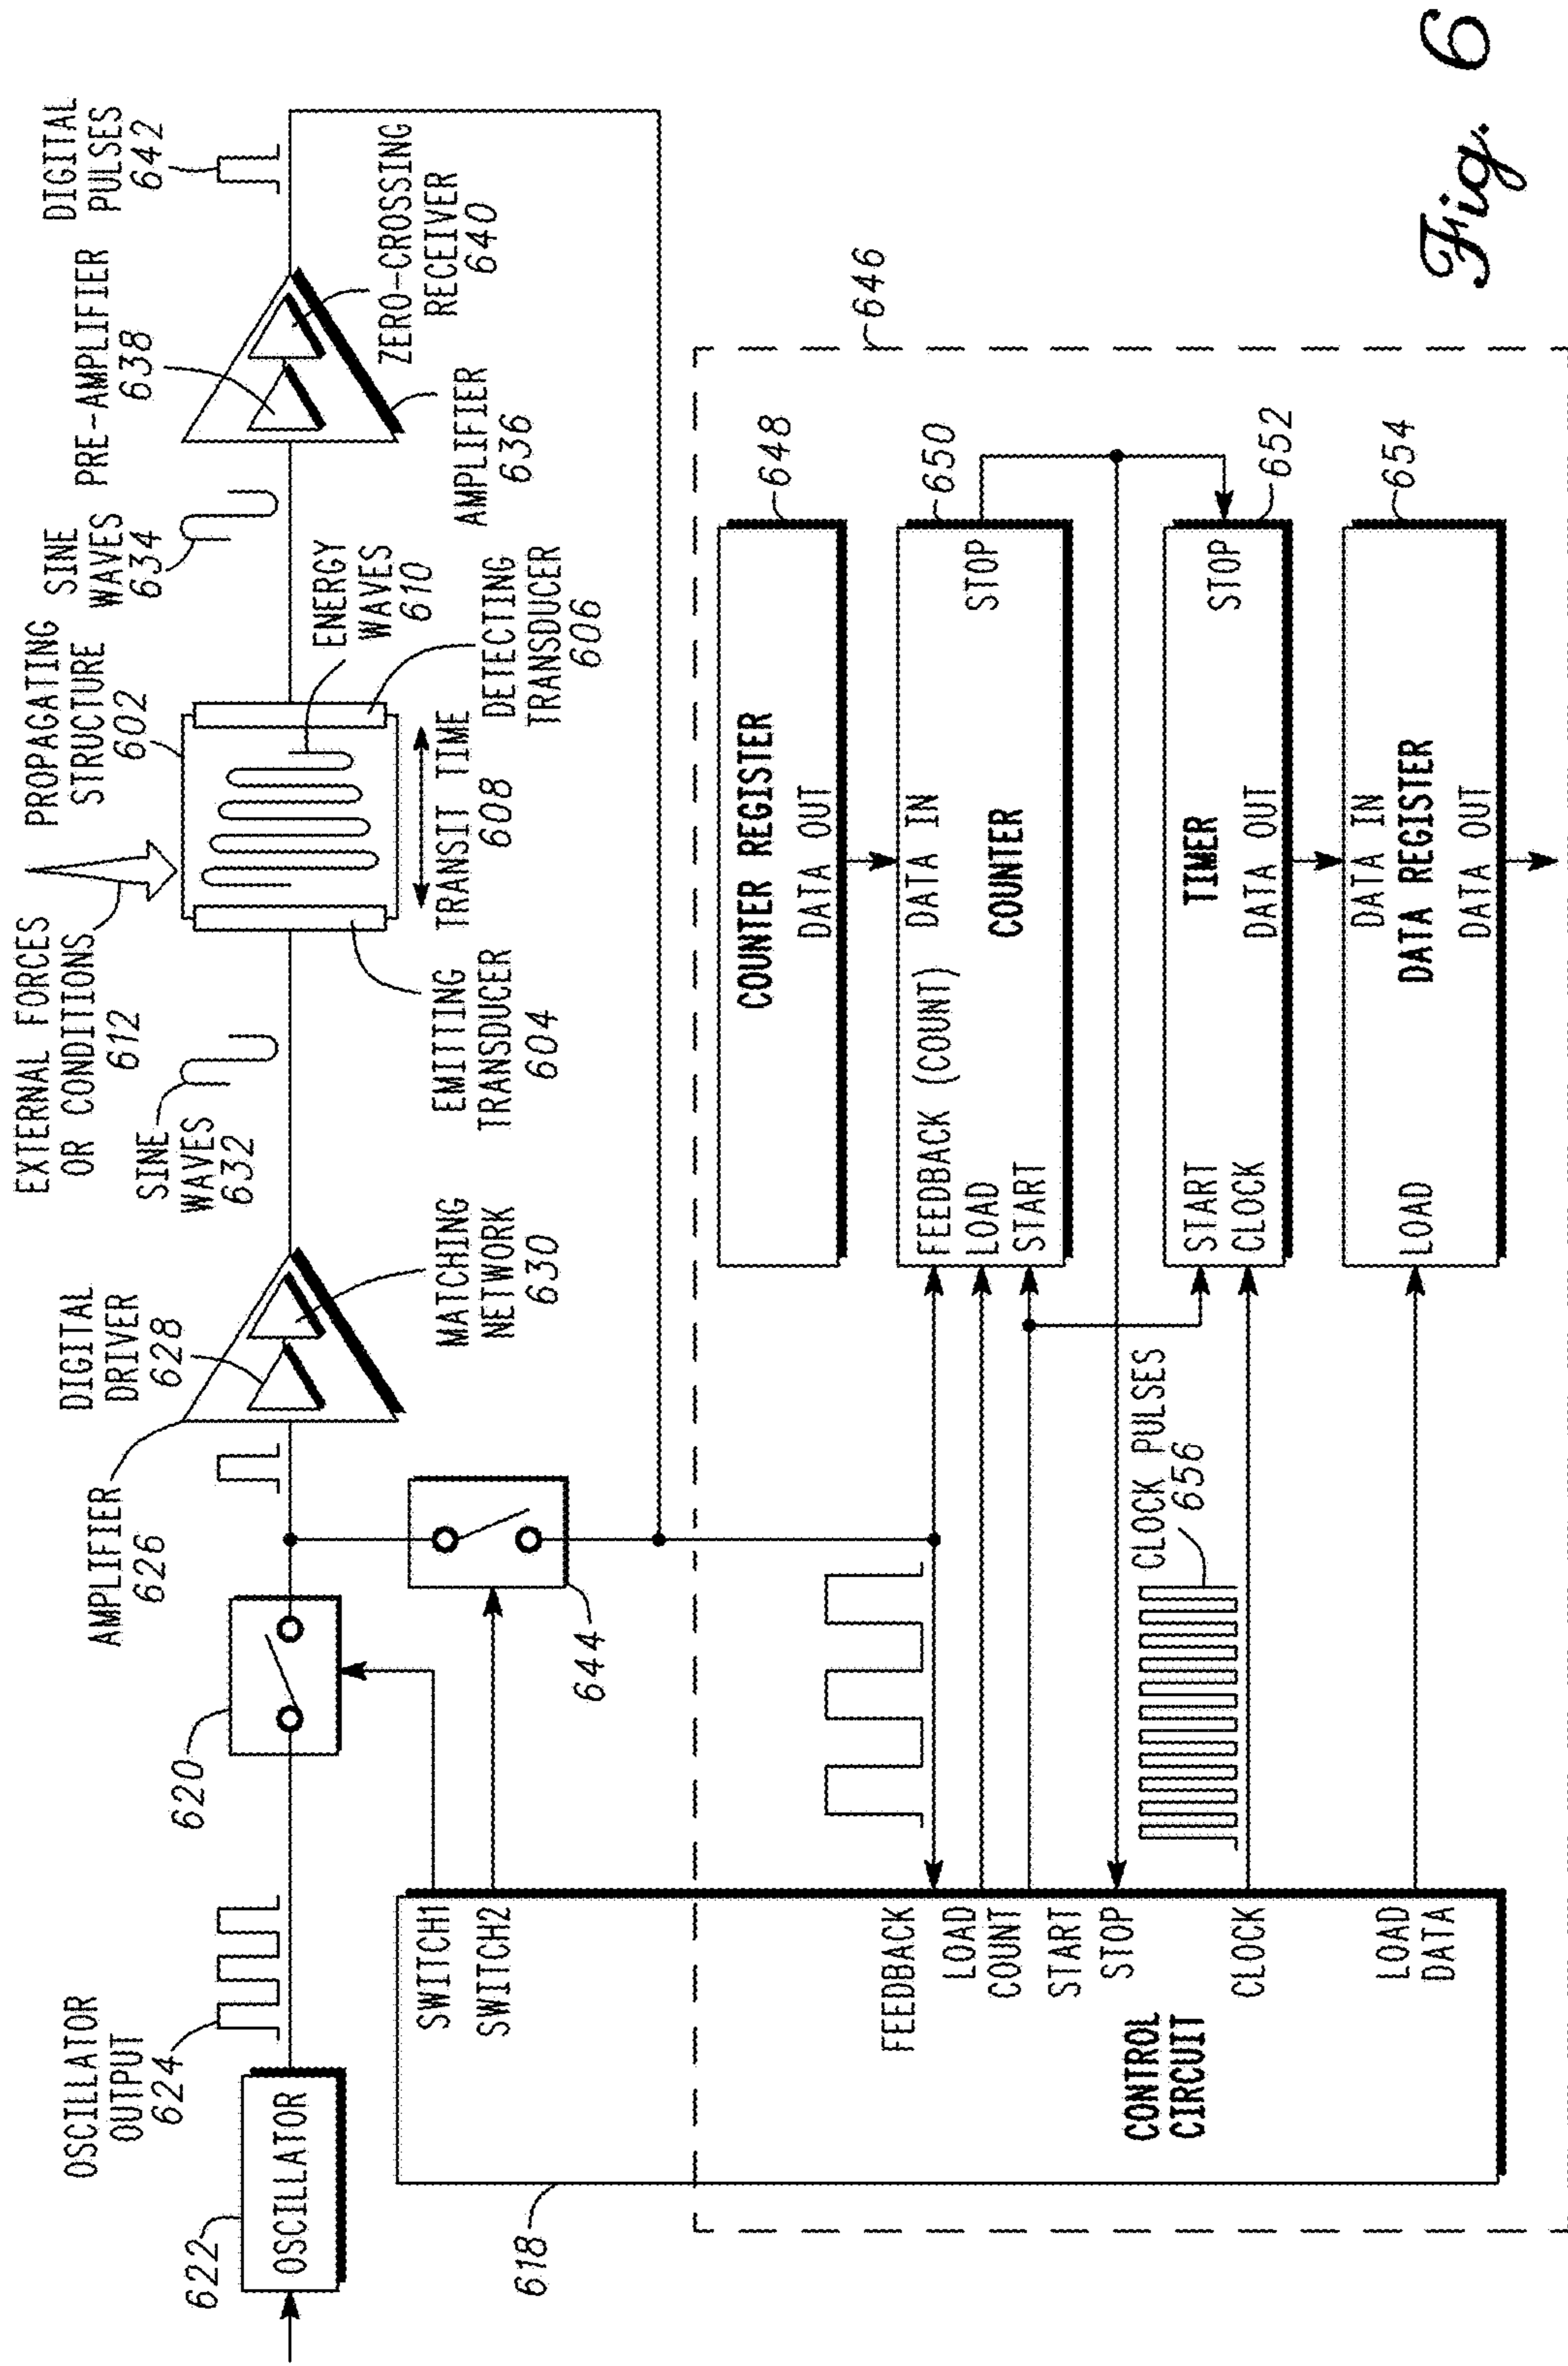 EXTERNAL FORCES
OR CONDITIONS
612
PROPAGATING
STRUCTURE
602
SINE
WAVES
634
PRE-AMPLIFIER
638
DIGITAL
PULSES
642
OSCILLATOR
OUTPUT
624
620
AMPLIFIER
626
DIGITAL
DRIVER
628
SINE
WAVES
632
622
OSCILLATOR
MATCHING
NETWORK
630
EMITTING
TRANSDUCER
604
TRANSIT TIME
608
ENERGY
WAVES
610
DETECTING
TRANSDUCER
606
AMPLIFIER
636
ZERO-CROSSING
RECEIVER
640
644
618
SWITCH1
SWITCH2
FEEDBACK
LOAD
COUNT
START
STOP
CLOCK
LOAD
DATA
CONTROL
CIRCUIT
646
COUNTER REGISTER
DATA OUT
648
FEEDBACK (COUNT)
DATA IN
LOAD
START
COUNTER
STOP
650
CLOCK PULSES
656
START
CLOCK
TIMER
DATA OUT
STOP
652
LOAD
DATA IN
DATA REGISTER
DATA OUT
654
Fig. 6